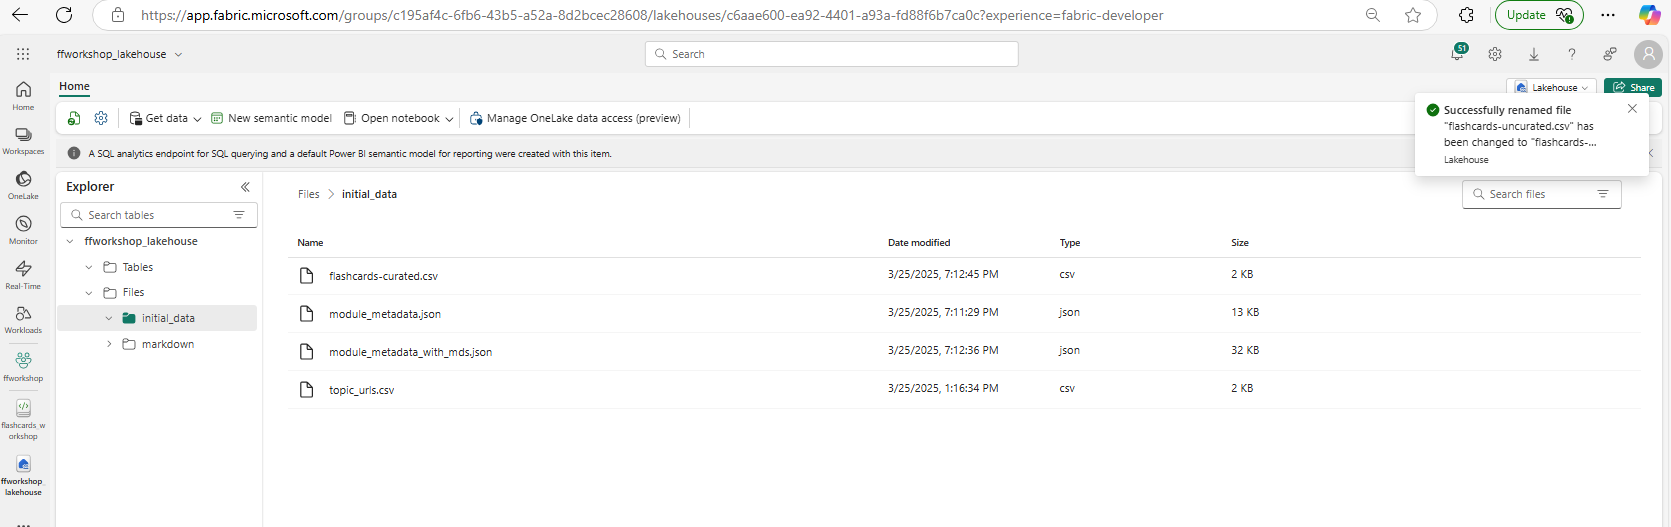 https://app.fabric.microsoft.com/groups/c195af4c-6fb6-43b5-a52a-8d2bcec28608/lakehouses/c6aae600-ea92-4401-a93a-fd88f6b7ca0c?experience=fabric-developer
Update
ffworkshop_lakehouse
Search
51
Home
Lakehouse
Share
Get data
New semantic model
Open notebook
Manage OneLake data access (preview)
Successfully renamed file
"flashcards-uncurated.csv" has
been changed to "flashcards-...
Lakehouse
A SQL analytics endpoint for SQL querying and a default Power BI semantic model for reporting were created with this item.
Home
Workspaces
OneLake
Monitor
Real-Time
Workloads
ffworkshop
flashcards_w
orkshop
ffworkshop_
lakehouse
Explorer
Search tables
ffworkshop_lakehouse
Tables
Files
initial_data
markdown
Files > initial_data
Search files
Name Date modified Type Size
flashcards-curated.csv 3/25/2025, 7:12:45 PM csv 2 KB
module_metadata.json 3/25/2025, 7:11:29 PM json 13 KB
module_metadata_with_mds.json 3/25/2025, 7:12:36 PM json 32 KB
topic_urls.csv 3/25/2025, 1:16:34 PM csv 2 KB